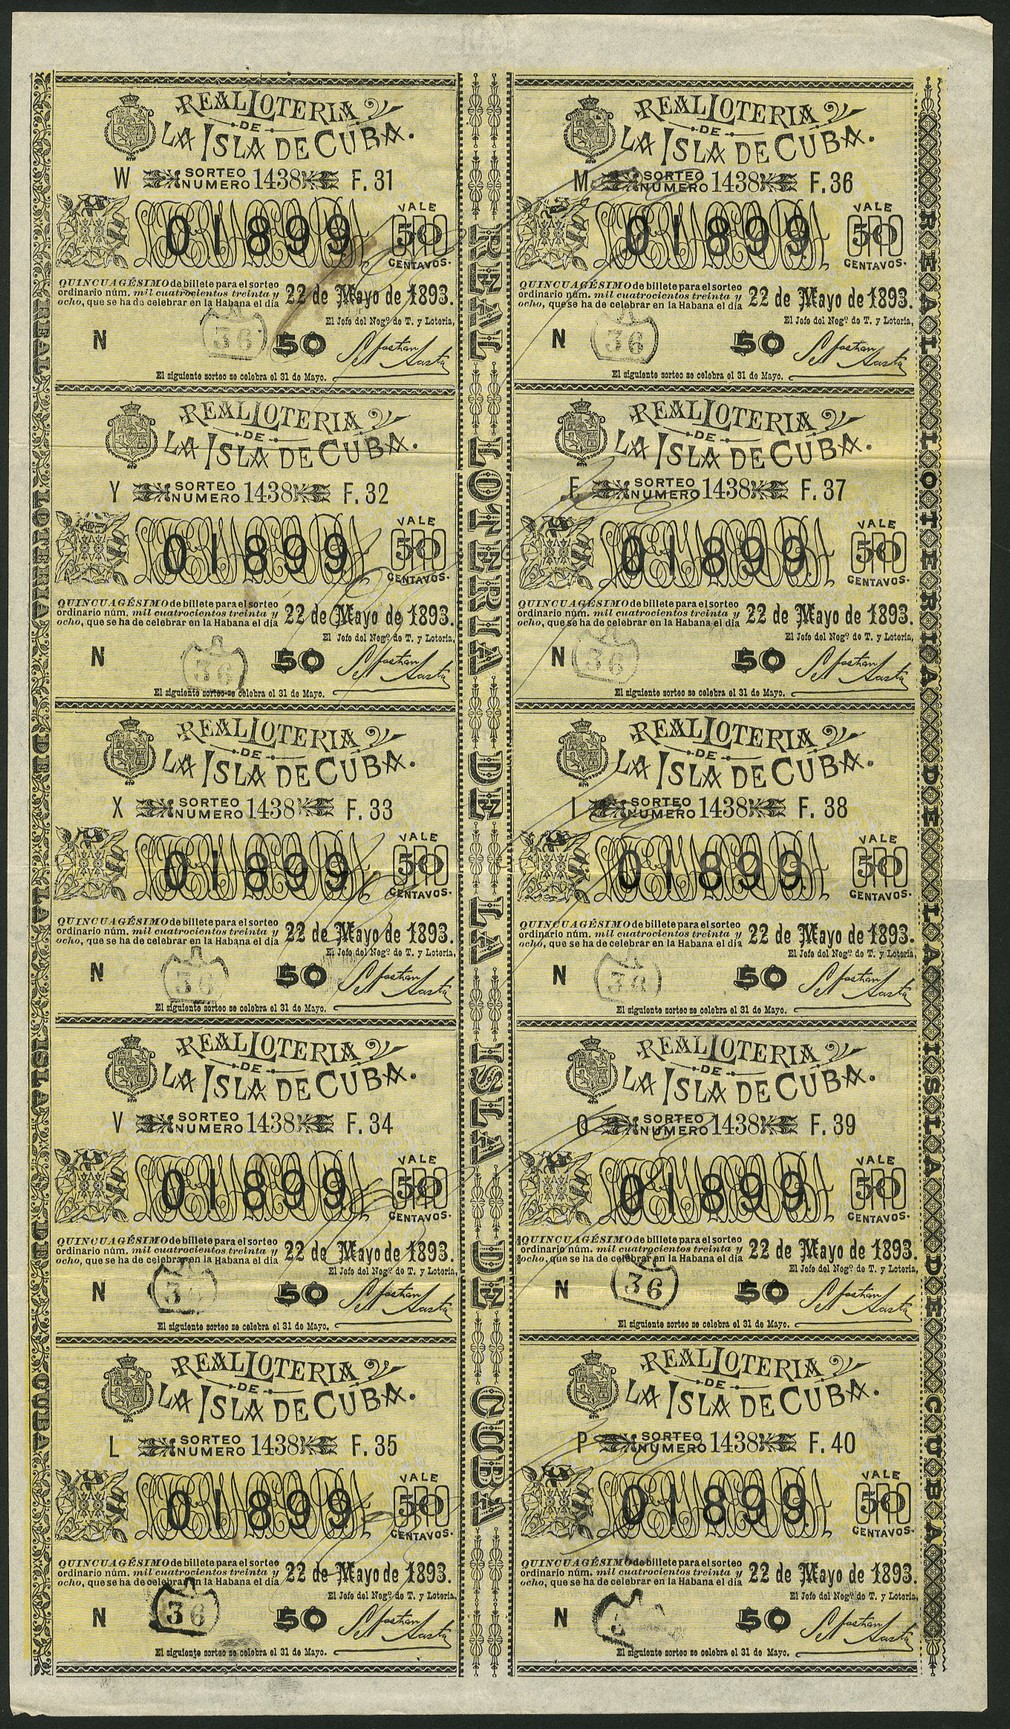 REAL LOTERIA
DE
LA ISLA DE CUBA.
W SORTEO NUMERO 1438 F. 31
01899
VALE
50
CENTAVOS.
QUINCUAGÉSIMO de billete para el sorteo
ordinario núm. mil cuatrocientos treinta y
ocho, que se ha de celebrar en la Habana el día
22 de Mayo de 1893.
El Jefe del Negº de T. y Lotería,
N 36 50
El siguiente sorteo se celebra el 31 de Mayo.
REAL LOTERIA
DE
LA ISLA DE CUBA.
Y SORTEO NUMERO 1438 F. 32
01899
VALE
50
CENTAVOS.
QUINCUAGÉSIMO de billete para el sorteo
ordinario núm. mil cuatrocientos treinta y
ocho, que se ha de celebrar en la Habana el día
22 de Mayo de 1893.
El Jefe del Negº de T. y Lotería,
N 36 50
El siguiente sorteo se celebra el 31 de Mayo.
REAL LOTERIA
DE
LA ISLA DE CUBA.
X SORTEO NUMERO 1438 F. 33
01899
VALE
50
CENTAVOS.
QUINCUAGÉSIMO de billete para el sorteo
ordinario núm. mil cuatrocientos treinta y
ocho, que se ha de celebrar en la Habana el día
22 de Mayo de 1893.
El Jefe del Negº de T. y Lotería,
N 36 50
El siguiente sorteo se celebra el 31 de Mayo.
REAL LOTERIA
DE
LA ISLA DE CUBA.
V SORTEO NUMERO 1438 F. 34
01899
VALE
50
CENTAVOS.
QUINCUAGÉSIMO de billete para el sorteo
ordinario núm. mil cuatrocientos treinta y
ocho, que se ha de celebrar en la Habana el día
22 de Mayo de 1893.
El Jefe del Negº de T. y Lotería,
N 36 50
El siguiente sorteo se celebra el 31 de Mayo.
REAL LOTERIA
DE
LA ISLA DE CUBA.
L SORTEO NUMERO 1438 F. 35
01899
VALE
50
CENTAVOS.
QUINCUAGÉSIMO de billete para el sorteo
ordinario núm. mil cuatrocientos treinta y
ocho, que se ha de celebrar en la Habana el día
22 de Mayo de 1893.
El Jefe del Negº de T. y Lotería,
N 36 50
El siguiente sorteo se celebra el 31 de Mayo.
REAL LOTERIA
DE
LA ISLA DE CUBA.
M SORTEO NUMERO 1438 F. 36
01899
VALE
50
CENTAVOS.
QUINCUAGÉSIMO de billete para el sorteo
ordinario núm. mil cuatrocientos treinta y
ocho, que se ha de celebrar en la Habana el día
22 de Mayo de 1893.
El Jefe del Negº de T. y Lotería,
N 36 50
El siguiente sorteo se celebra el 31 de Mayo.
REAL LOTERIA
DE
LA ISLA DE CUBA.
SORTEO NUMERO 1438 F. 37
01899
VALE
50
CENTAVOS.
QUINCUAGÉSIMO de billete para el sorteo
ordinario núm. mil cuatrocientos treinta y
ocho, que se ha de celebrar en la Habana el día
22 de Mayo de 1893.
El Jefe del Negº de T. y Lotería,
N 36 50
El siguiente sorteo se celebra el 31 de Mayo.
REAL LOTERIA
DE
LA ISLA DE CUBA.
I SORTEO NUMERO 1438 F. 38
01899
VALE
50
CENTAVOS.
QUINCUAGÉSIMO de billete para el sorteo
ordinario núm. mil cuatrocientos treinta y
ocho, que se ha de celebrar en la Habana el día
22 de Mayo de 1893.
El Jefe del Negº de T. y Lotería,
N 36 50
El siguiente sorteo se celebra el 31 de Mayo.
REAL LOTERIA
DE
LA ISLA DE CUBA.
O SORTEO NUMERO 1438 F. 39
01899
VALE
50
CENTAVOS.
QUINCUAGÉSIMO de billete para el sorteo
ordinario núm. mil cuatrocientos treinta y
ocho, que se ha de celebrar en la Habana el día
22 de Mayo de 1893.
El Jefe del Negº de T. y Lotería,
N 36 50
El siguiente sorteo se celebra el 31 de Mayo.
REAL LOTERIA
DE
LA ISLA DE CUBA.
P SORTEO NUMERO 1438 F. 40
01899
VALE
50
CENTAVOS.
QUINCUAGÉSIMO de billete para el sorteo
ordinario núm. mil cuatrocientos treinta y
ocho, que se ha de celebrar en la Habana el día
22 de Mayo de 1893.
El Jefe del Negº de T. y Lotería,
N 50
El siguiente sorteo se celebra el 31 de Mayo.
REAL LOTERIA DE LA ISLA DE CUBA
REAL LOTERIA DE LA ISLA DE CUBA
REAL LOTERIA DE LA ISLA DE CUBA